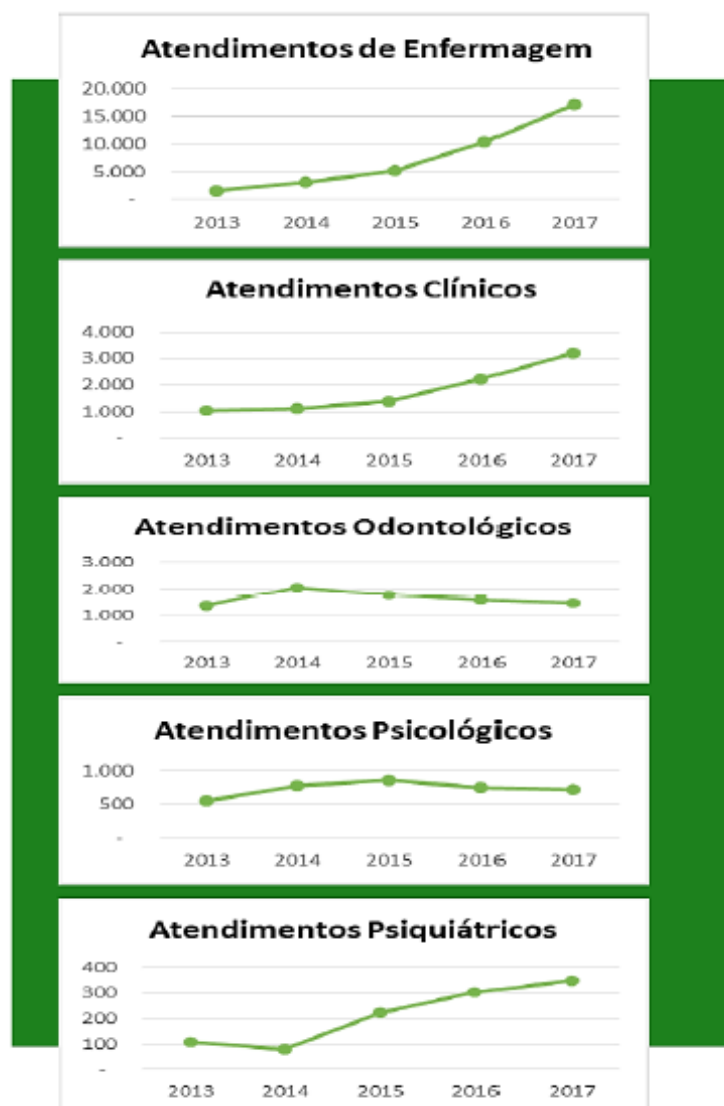 Atendimentos de Enfermagem
20.000
15.000
10.000
5.000
-
2013 2014 2015 2016 2017
Atendimentos Clínicos
4.000
3.000
2.000
1.000
-
2013 2014 2015 2016 2017
Atendimentos Odontológicos
3.000
2.000
1.000
-
2013 2014 2015 2016 2017
Atendimentos Psicológicos
1.000
500
-
2013 2014 2015 2016 2017
Atendimentos Psiquiátricos
400
300
200
100
-
2013 2014 2015 2016 2017